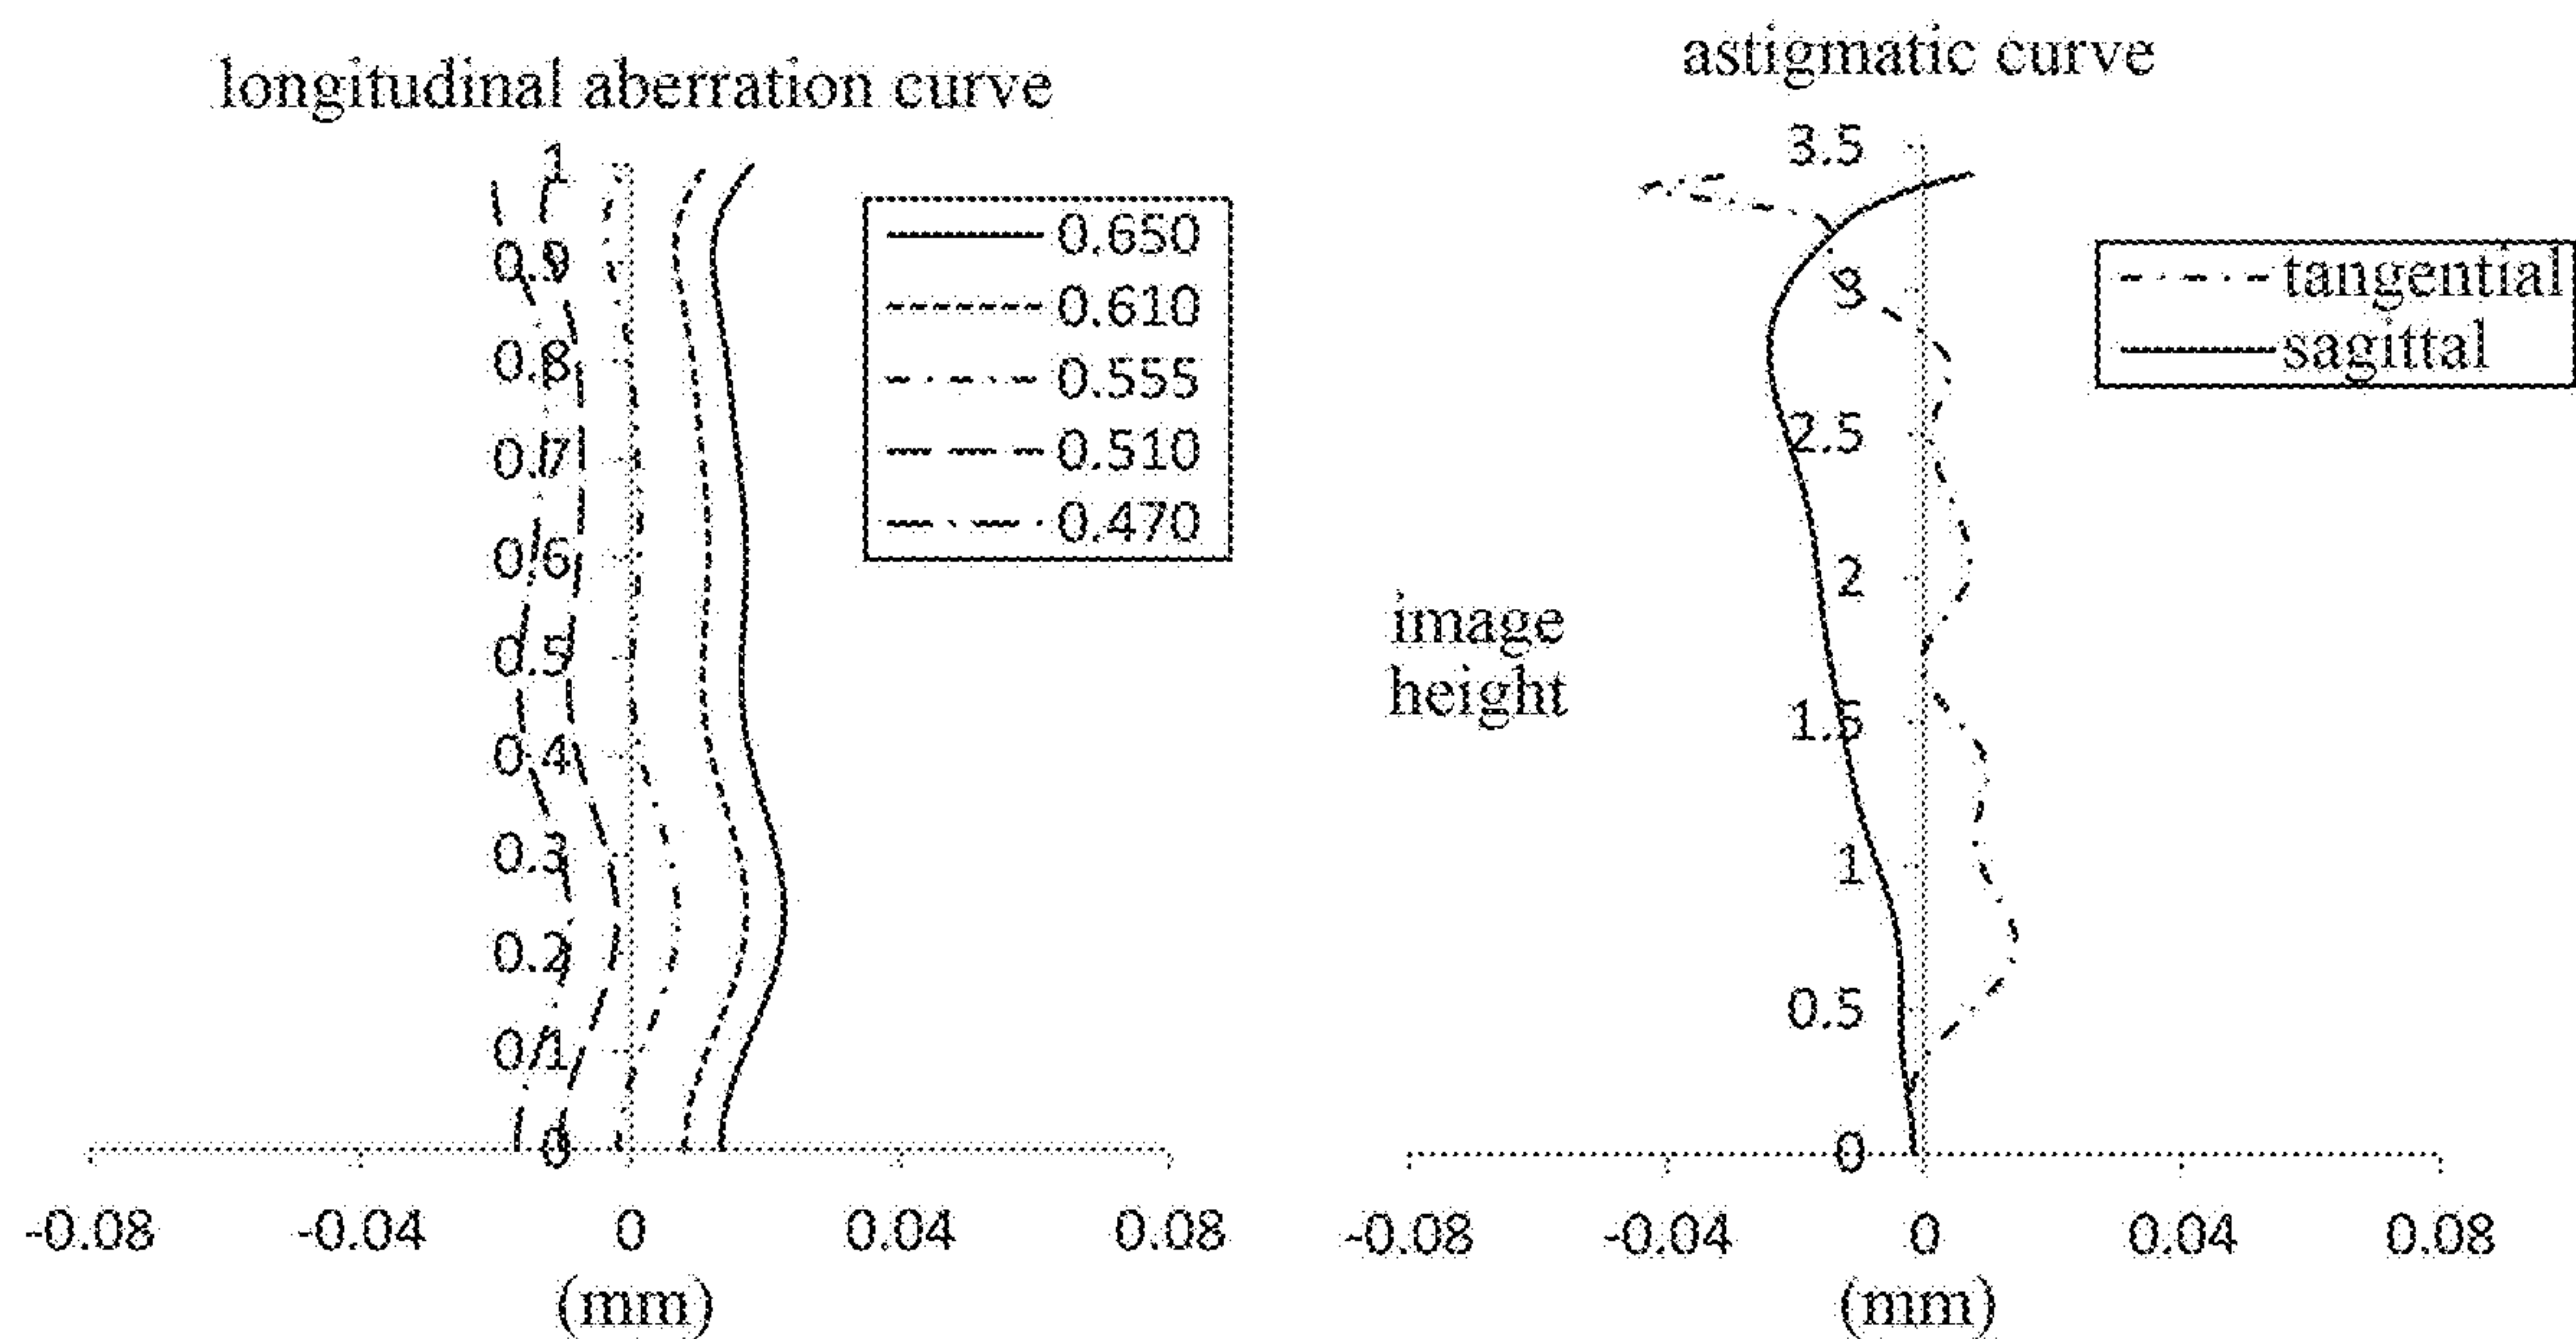 longitudinal aberration curve
1
0.9
0.8
0.7
0.6
0.5
0.4
0.3
0.2
0.1
0
-0.08 -0.04 0 0.04 0.08
(mm)
0.650
0.610
0.555
0.510
0.470
astigmatic curve
3.5
3
2.5
2
1.5
1
0.5
0
image
height
-0.08 -0.04 0 0.04 0.08
(mm)
tangential
sagittal